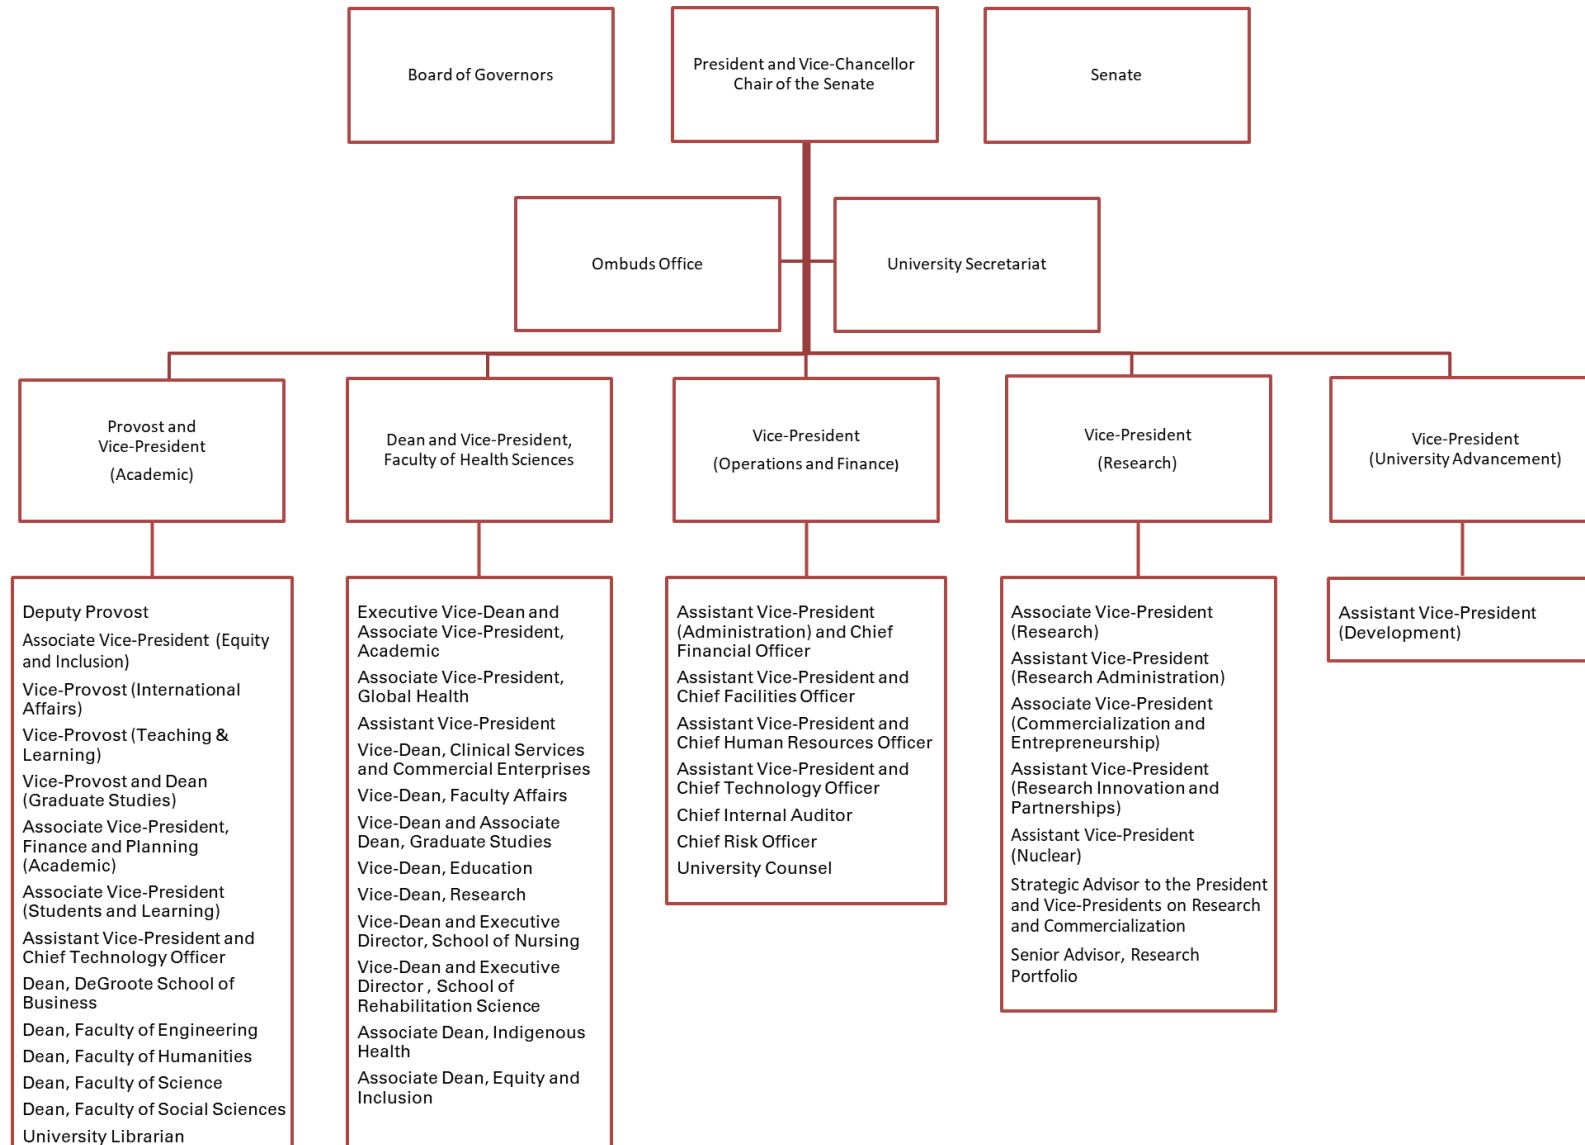 Board of Governors
President and Vice-Chancellor
Chair of the Senate
Senate
Ombuds Office
University Secretariat
Provost and
Vice-President
(Academic)
Dean and Vice-President,
Faculty of Health Sciences
Vice-President
(Operations and Finance)
Vice-President
(Research)
Vice-President
(University Advancement)
Deputy Provost
Associate Vice-President (Equity
and Inclusion)
Vice-Provost (International
Affairs)
Vice-Provost (Teaching &
Learning)
Vice-Provost and Dean
(Graduate Studies)
Associate Vice-President,
Finance and Planning
(Academic)
Associate Vice-President
(Students and Learning)
Assistant Vice-President and
Chief Technology Officer
Dean, DeGroote School of
Business
Dean, Faculty of Engineering
Dean, Faculty of Humanities
Dean, Faculty of Science
Dean, Faculty of Social Sciences
University Librarian
Executive Vice-Dean and
Associate Vice-President,
Academic
Associate Vice-President,
Global Health
Assistant Vice-President
Vice-Dean, Clinical Services
and Commercial Enterprises
Vice-Dean, Faculty Affairs
Vice-Dean and Associate
Dean, Graduate Studies
Vice-Dean, Education
Vice-Dean, Research
Vice-Dean and Executive
Director, School of Nursing
Vice-Dean and Executive
Director , School of
Rehabilitation Science
Associate Dean, Indigenous
Health
Associate Dean, Equity and
Inclusion
Assistant Vice-President
(Administration) and Chief
Financial Officer
Assistant Vice-President and
Chief Facilities Officer
Assistant Vice-President and
Chief Human Resources Officer
Assistant Vice-President and
Chief Technology Officer
Chief Internal Auditor
Chief Risk Officer
University Counsel
Associate Vice-President
(Research)
Assistant Vice-President
(Research Administration)
Associate Vice-President
(Commercialization and
Entrepreneurship)
Assistant Vice-President
(Research Innovation and
Partnerships)
Assistant Vice-President
(Nuclear)
Strategic Advisor to the President
and Vice-Presidents on Research
and Commercialization
Senior Advisor, Research
Portfolio
Assistant Vice-President
(Development)